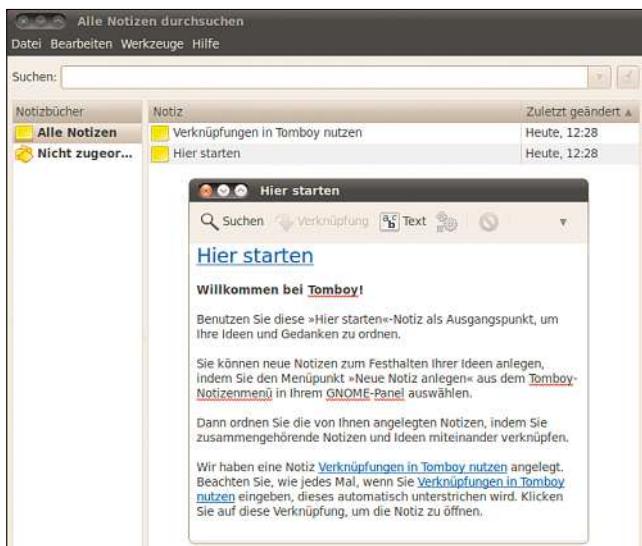 Alle Notizen durchsuchen
Datei Bearbeiten Werkzeuge Hilfe
Suchen:
Notizbücher
Alle Notizen
Nicht zugeor...
Notiz
Zuletzt geändert
Verknüpfungen in Tomboy nutzen
Heute, 12:28
Hier starten
Heute, 12:28
Hier starten
Suchen
Verknüpfung
Text
Hier starten
Willkommen bei Tomboy!
Benutzen Sie diese »Hier starten«-Notiz als Ausgangspunkt, um
Ihre Ideen und Gedanken zu ordnen.
Sie können neue Notizen zum Festhalten Ihrer Ideen anlegen,
indem Sie den Menüpunkt »Neue Notiz anlegen« aus dem Tomboy-
Notizenmenü in Ihrem GNOME-Panel auswählen.
Dann ordnen Sie die von Ihnen angelegten Notizen, indem Sie
zusammengehörende Notizen und Ideen miteinander verknüpfen.
Wir haben eine Notiz Verknüpfungen in Tomboy nutzen angelegt.
Beachten Sie, wie jedes Mal, wenn Sie Verknüpfungen in Tomboy
nutzen eingeben, dieses automatisch unterstrichen wird. Klicken
Sie auf diese Verknüpfung, um die Notiz zu öffnen.